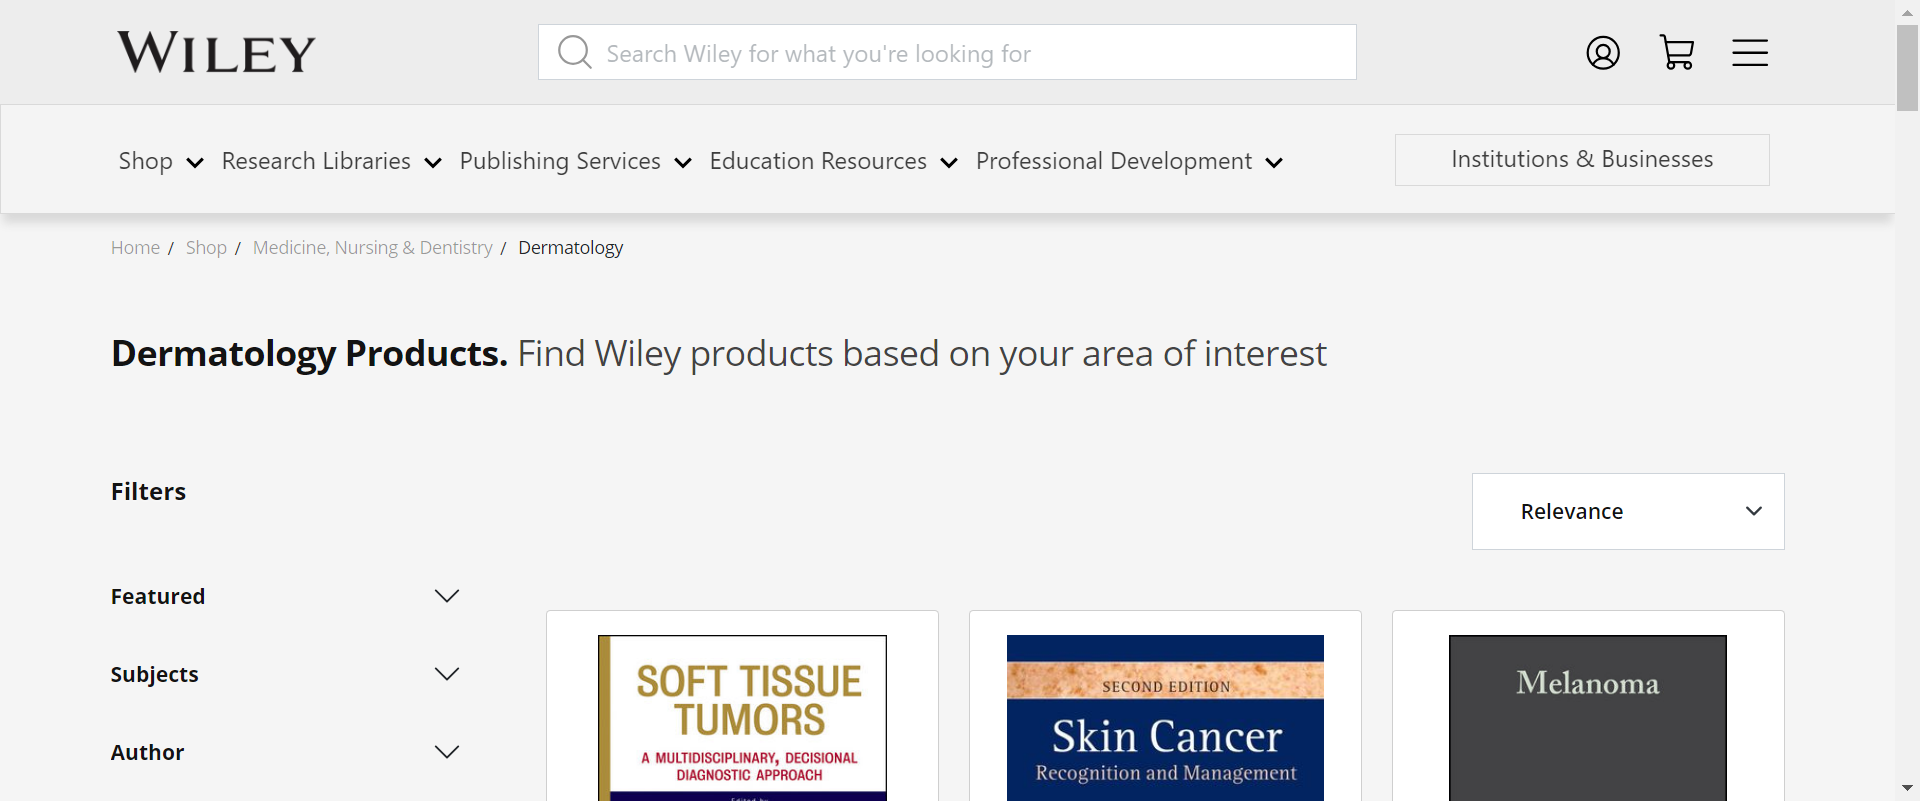 WILEY
Search Wiley for what you're looking for
Shop Research Libraries Publishing Services Education Resources Professional Development Institutions & Businesses
Home / Shop / Medicine, Nursing & Dentistry / Dermatology
Dermatology Products. Find Wiley products based on your area of interest
Filters
Relevance
Featured
Subjects
Author
SOFT TISSUE
TUMORS
A MULTIDISCIPLINARY, DECISIONAL
DIAGNOSTIC APPROACH
Edited by
SECOND EDITION
Skin Cancer
Recognition and Management
Melanoma